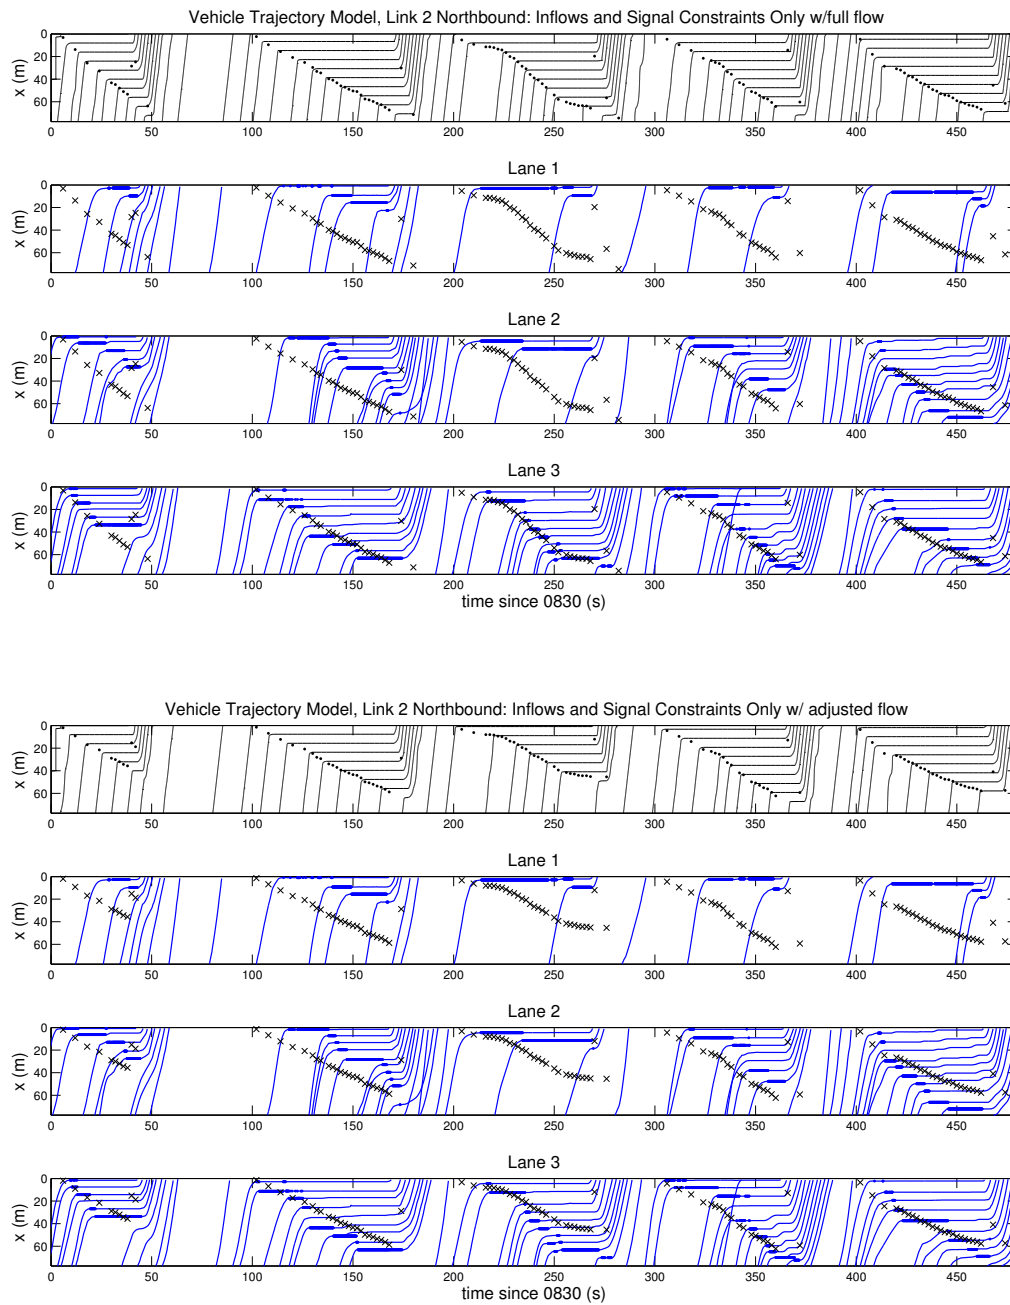 Vehicle Trajectory Model, Link 2 Northbound: Inflows and Signal Constraints Only w/full flow
x (m)
0
20
40
60
0 50 100 150 200 250 300 350 400 450
Lane 1
x (m)
0
20
40
60
0 50 100 150 200 250 300 350 400 450
Lane 2
x (m)
0
20
40
60
0 50 100 150 200 250 300 350 400 450
Lane 3
x (m)
0
20
40
60
0 50 100 150 200 250 300 350 400 450
time since 0830 (s)
Vehicle Trajectory Model, Link 2 Northbound: Inflows and Signal Constraints Only w/ adjusted flow
x (m)
0
20
40
60
0 50 100 150 200 250 300 350 400 450
Lane 1
x (m)
0
20
40
60
0 50 100 150 200 250 300 350 400 450
Lane 2
x (m)
0
20
40
60
0 50 100 150 200 250 300 350 400 450
Lane 3
x (m)
0
20
40
60
0 50 100 150 200 250 300 350 400 450
time since 0830 (s)